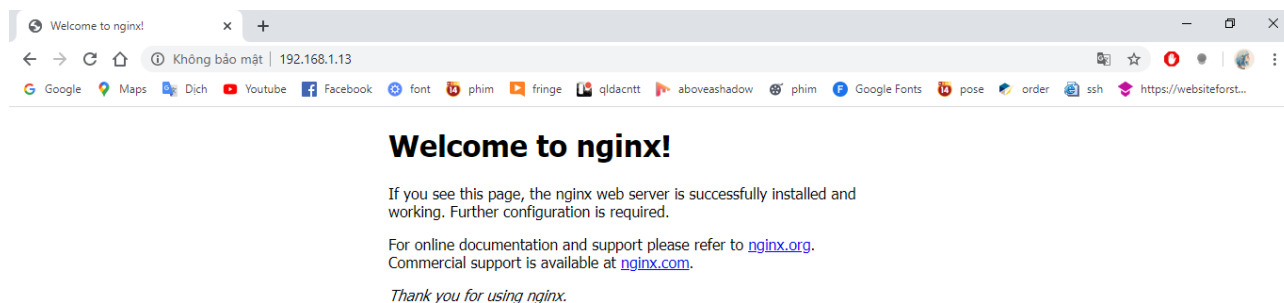 Welcome to nginx!
Không bảo mật | 192.168.1.13
Google Maps Dịch Youtube Facebook font phim fringe qldacntt aboveashadow phim Google Fonts pose order ssh https://websiteforst...
Welcome to nginx!
If you see this page, the nginx web server is successfully installed and
working. Further configuration is required.
For online documentation and support please refer to nginx.org.
Commercial support is available at nginx.com.
Thank you for using nginx.